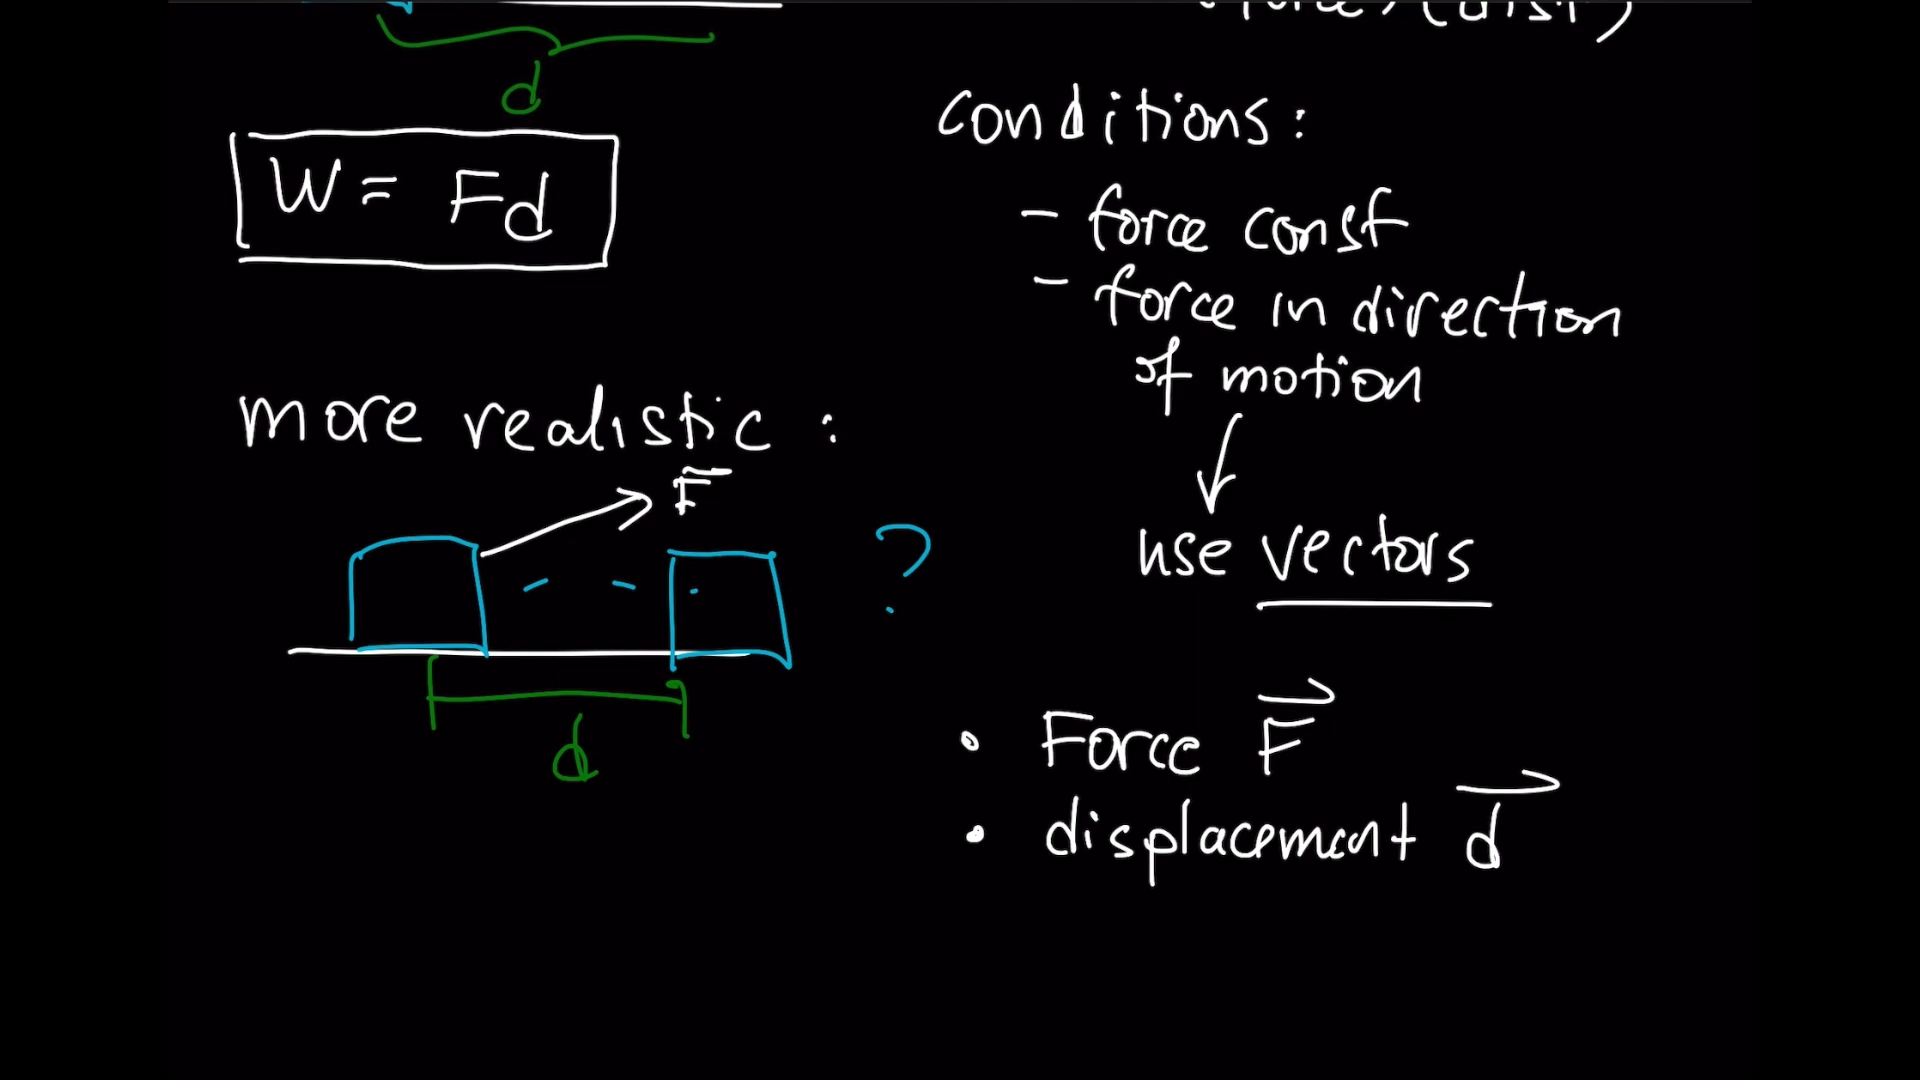 d
W = Fd
more realistic :
F
?
d
conditions:
- force const
- force in direction
of motion
use vectors
• Force F
• displacement d